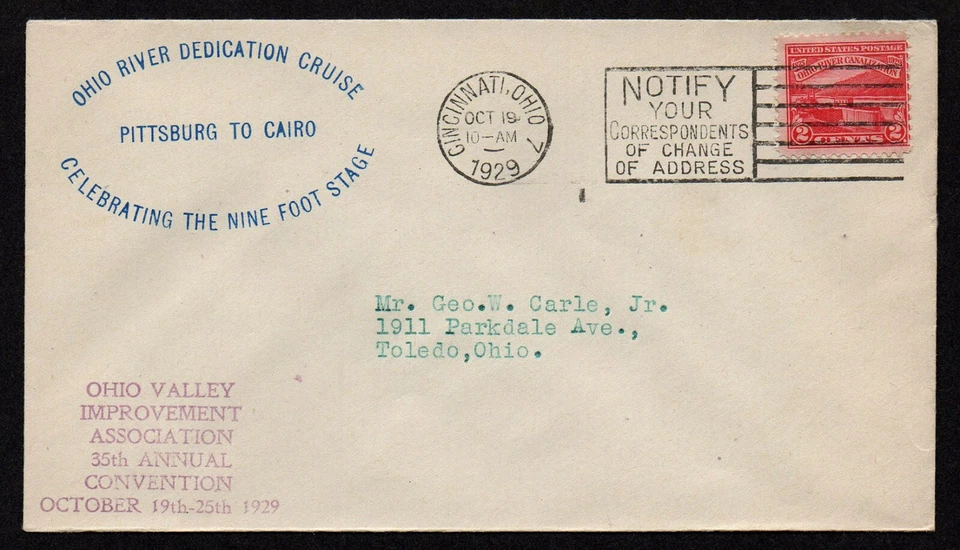 OHIO RIVER DEDICATION CRUISE
PITTSBURG TO CAIRO
CELEBRATING THE NINE FOOT STAGE
CINCINNATI, OHIO 7
OCT 19
10-AM
1929
NOTIFY
YOUR
CORRESPONDENTS
OF CHANGE
OF ADDRESS
UNITED STATES POSTAGE
OHIO RIVER CANALIZATION
2 CENTS 2
Mr. Geo.W. Carle, Jr.
1911 Parkdale Ave.,
Toledo,Ohio.
OHIO VALLEY
IMPROVEMENT
ASSOCIATION
35th ANNUAL
CONVENTION
OCTOBER 19th-25th 1929